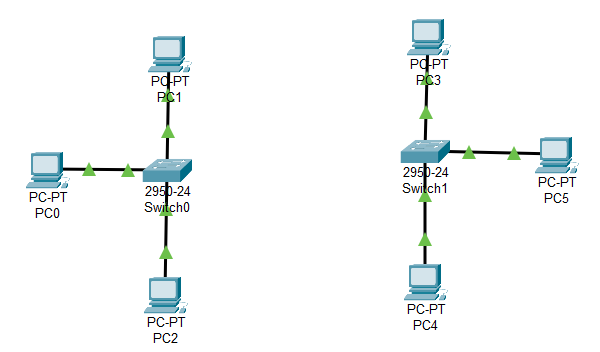 PC-PT
PC1
PC-PT
PC0
2950-24
Switch0
PC-PT
PC2
PC-PT
PC3
2950-24
Switch1
PC-PT
PC5
PC-PT
PC4